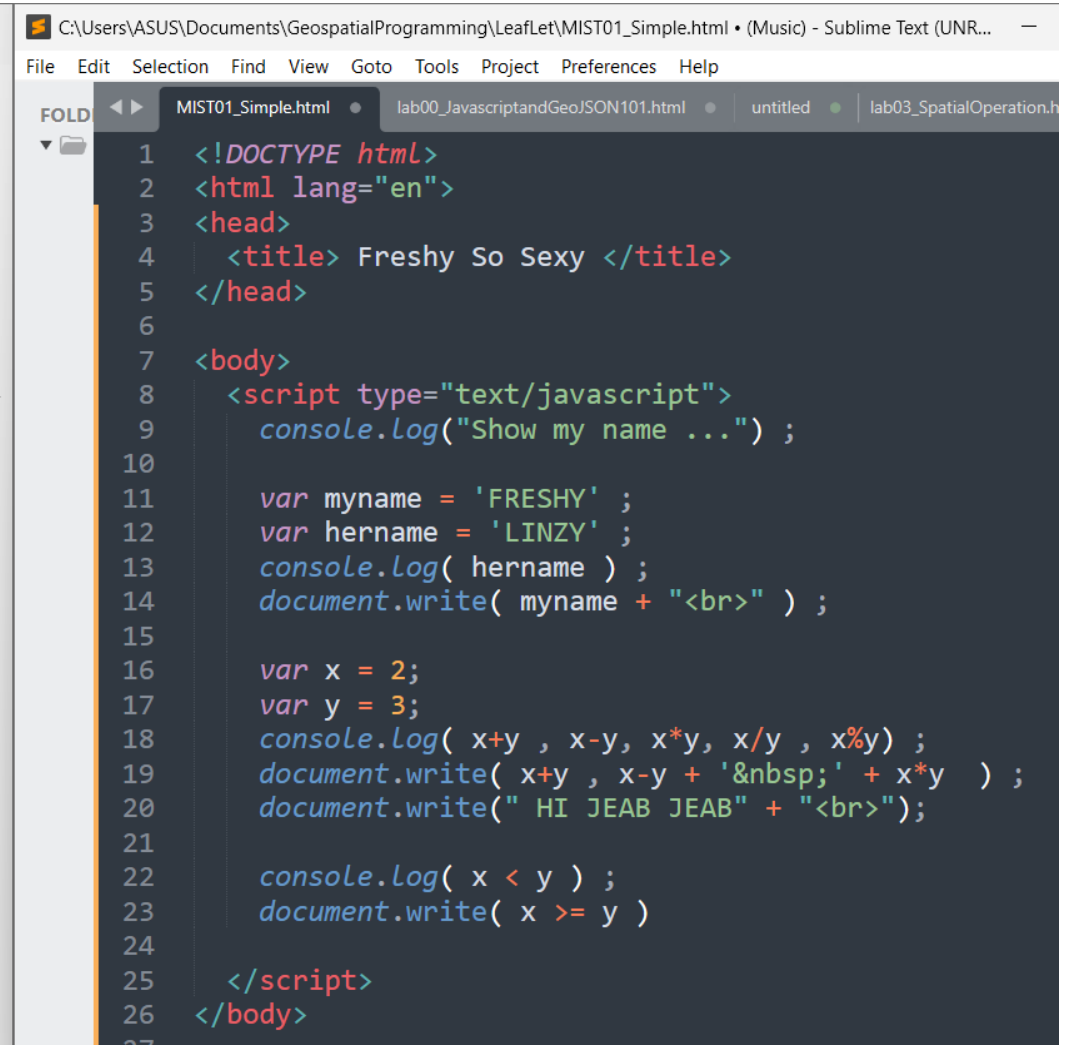 C:\Users\ASUS\Documents\GeospatialProgramming\LeafLet\MIST01_Simple.html • (Music) - Sublime Text (UNR...
File Edit Selection Find View Goto Tools Project Preferences Help
FOLD
MIST01_Simple.html lab00_JavascriptandGeoJSON101.html untitled lab03_SpatialOperation.h
1 <!DOCTYPE html>
2 <html lang="en">
3 <head>
4 <title> Freshy So Sexy </title>
5 </head>
6
7 <body>
8 <script type="text/javascript">
9 console.log("Show my name ...") ;
10
11 var myname = 'FRESHY' ;
12 var hername = 'LINZY' ;
13 console.log( hername ) ;
14 document.write( myname + "<br>" ) ;
15
16 var x = 2;
17 var y = 3;
18 console.log( x+y , x-y, x*y, x/y , x%y) ;
19 document.write( x+y , x-y + '&nbsp;' + x*y  ) ;
20 document.write(" HI JEAB JEAB" + "<br>");
21
22 console.log( x < y ) ;
23 document.write( x >= y )
24
25 </script>
26 </body>